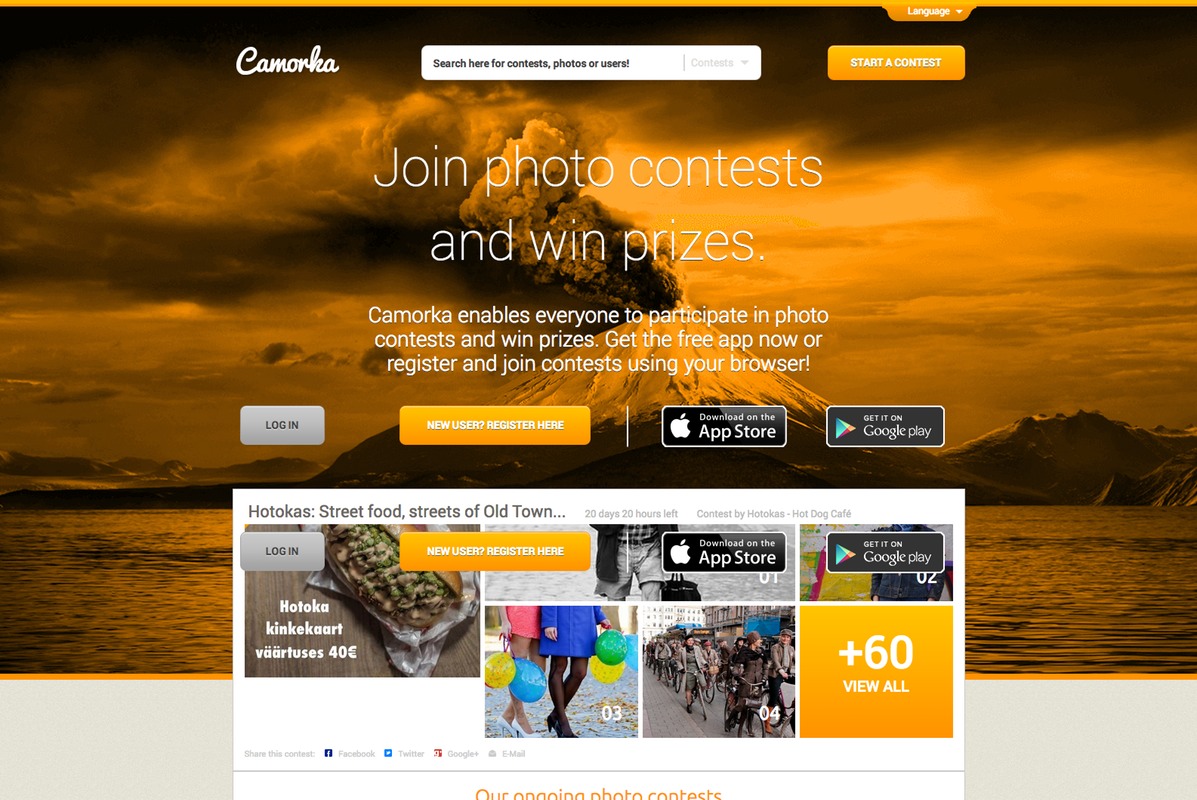 Language
Camorka
Search here for contests, photos or users!
Contests
START A CONTEST
Join photo contests
and win prizes.
Camorka enables everyone to participate in photo
contests and win prizes. Get the free app now or
register and join contests using your browser!
LOG IN
NEW USER? REGISTER HERE
Download on the
App Store
GET IT ON
Google play
Hotokas: Street food, streets of Old Town...
20 days 20 hours left
Contest by Hotokas - Hot Dog Café
LOG IN
NEW USER? REGISTER HERE
Download on the
App Store
GET IT ON
Google play
01
02
Hotoka
kinkekaart
väärtuses 40€
03
04
+60
VIEW ALL
Share this contest:
Facebook
Twitter
Google+
E-Mail
Our ongoing photo contests